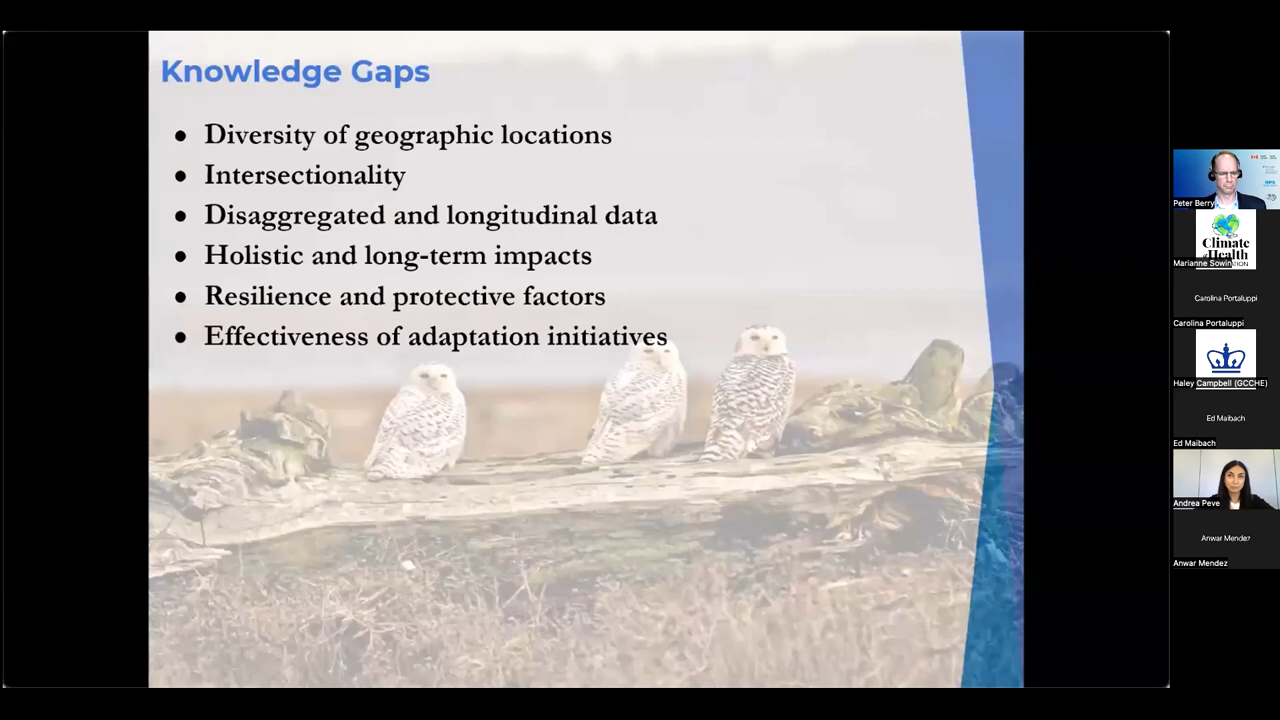 Knowledge Gaps
● Diversity of geographic locations
● Intersectionality
● Disaggregated and longitudinal data
● Holistic and long-term impacts
● Resilience and protective factors
● Effectiveness of adaptation initiatives
Peter Berry
Climate
Health
Marianne Sowin
Carolina Portaluppi
Carolina Portaluppi
Haley Campbell (GCCHE)
Ed Maibach
Ed Maibach
Andrea Peve
Anwar Mendez
Anwar Mendez